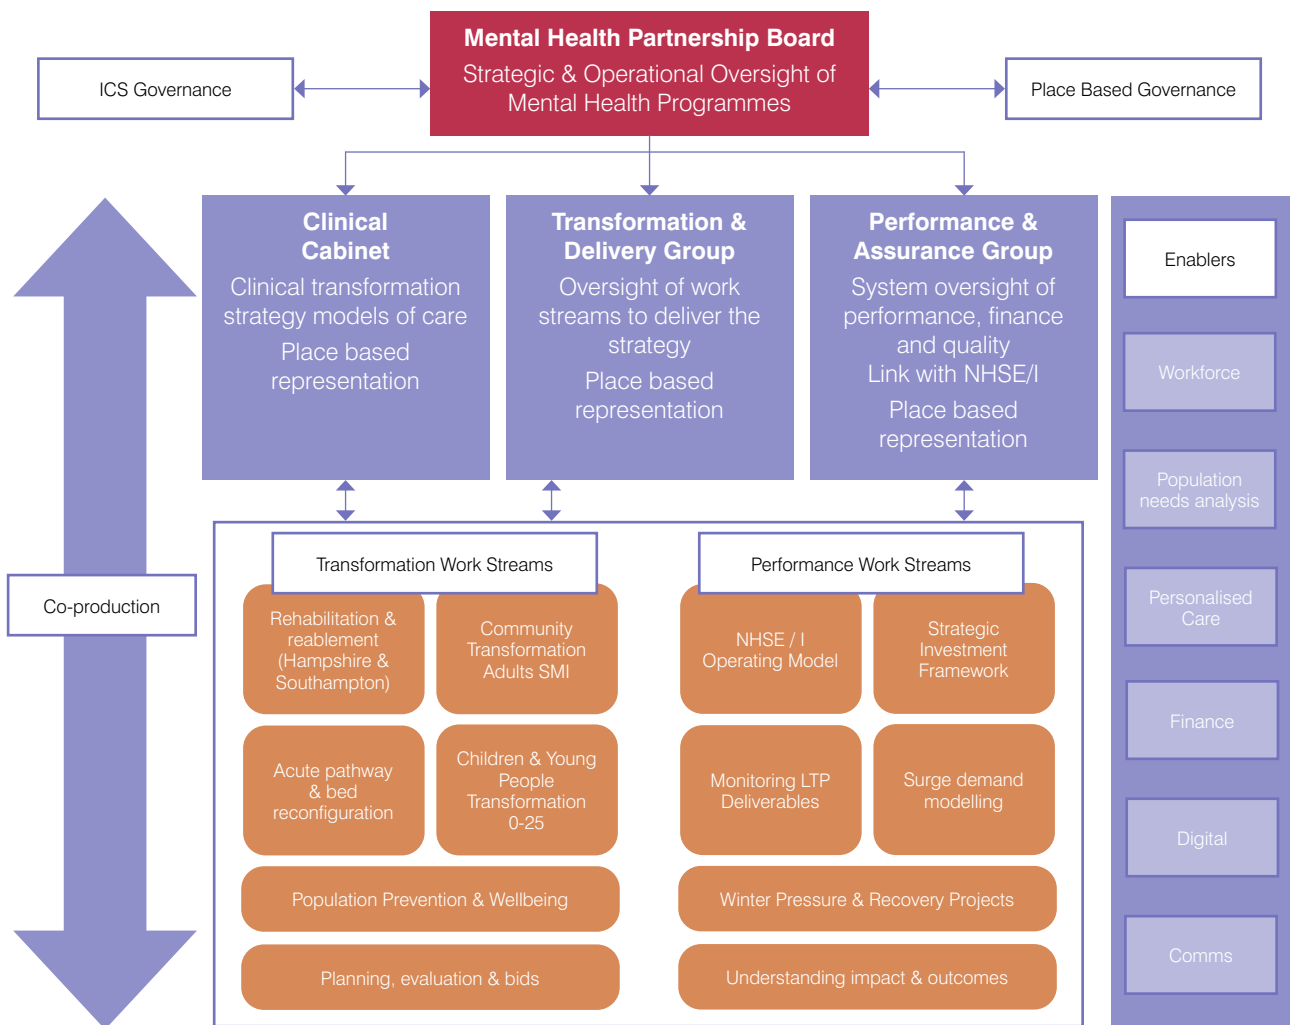 Mental Health Partnership Board
Strategic & Operational Oversight of
Mental Health Programmes
ICS Governance
Place Based Governance
Clinical
Cabinet
Clinical transformation
strategy models of care
Place based
representation
Transformation &
Delivery Group
Oversight of work
streams to deliver the
strategy
Place based
representation
Performance &
Assurance Group
System oversight of
performance, finance
and quality
Link with NHSE/I
Place based
representation
Enablers
Workforce
Population
needs analysis
Personalised
Care
Finance
Digital
Comms
Co-production
Transformation Work Streams
Rehabilitation &
reablement
(Hampshire &
Southampton)
Community
Transformation
Adults SMI
Acute pathway
& bed
reconfiguration
Children & Young
People
Transformation
0-25
Population Prevention & Wellbeing
Planning, evaluation & bids
Performance Work Streams
NHSE / I
Operating Model
Strategic
Investment
Framework
Monitoring LTP
Deliverables
Surge demand
modelling
Winter Pressure & Recovery Projects
Understanding impact & outcomes